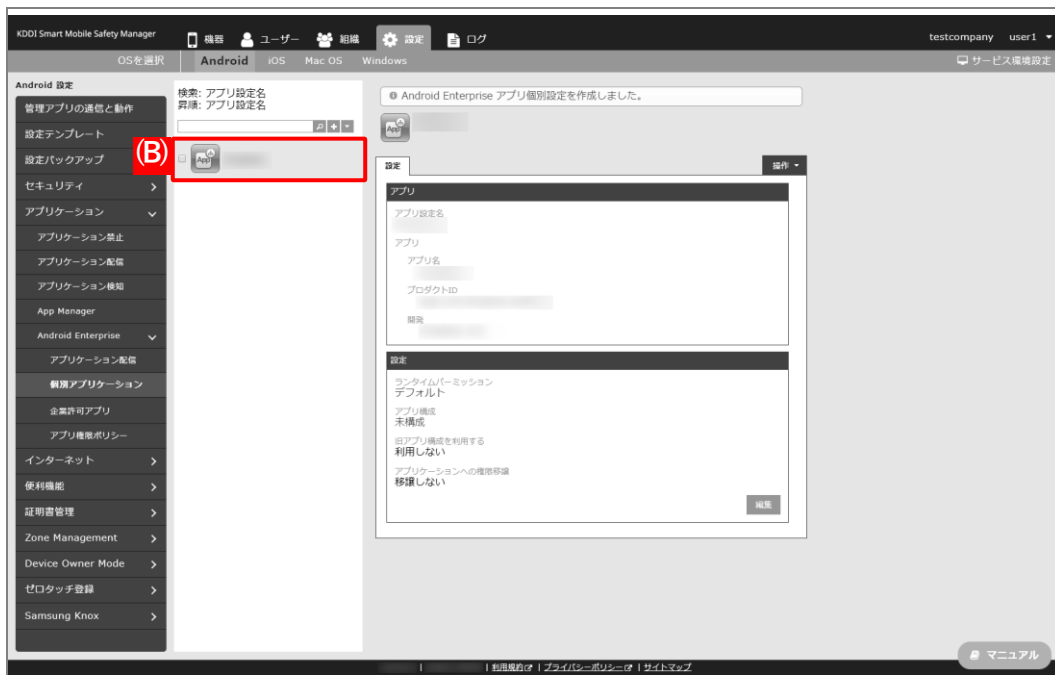 KDDI Smart Mobile Safety Manager
機器 ユーザー 組織 設定 ログ
testcompany user1
OSを選択 Android iOS Mac OS Windows
サービス環境設定
Android 設定
管理アプリの通信と動作
設定テンプレート
設定バックアップ
セキュリティ
アプリケーション
アプリケーション禁止
アプリケーション配信
アプリケーション検知
App Manager
Android Enterprise
アプリケーション配信
個別アプリケーション
企業許可アプリ
アプリ権限ポリシー
インターネット
便利機能
証明書管理
Zone Management
Device Owner Mode
ゼロタッチ登録
Samsung Knox
検索: アプリ設定名
昇順: アプリ設定名
(B)
App
Android Enterprise アプリ個別設定を作成しました。
App
設定
操作
アプリ
アプリ設定名
アプリ
アプリ名
プロダクトID
開発
設定
ランタイムパーミッション
デフォルト
アプリ構成
未構成
旧アプリ構成を利用する
利用しない
アプリケーションへの権限移譲
移譲しない
編集
マニュアル
| | 利用規約 | プライバシーポリシー | サイトマップ